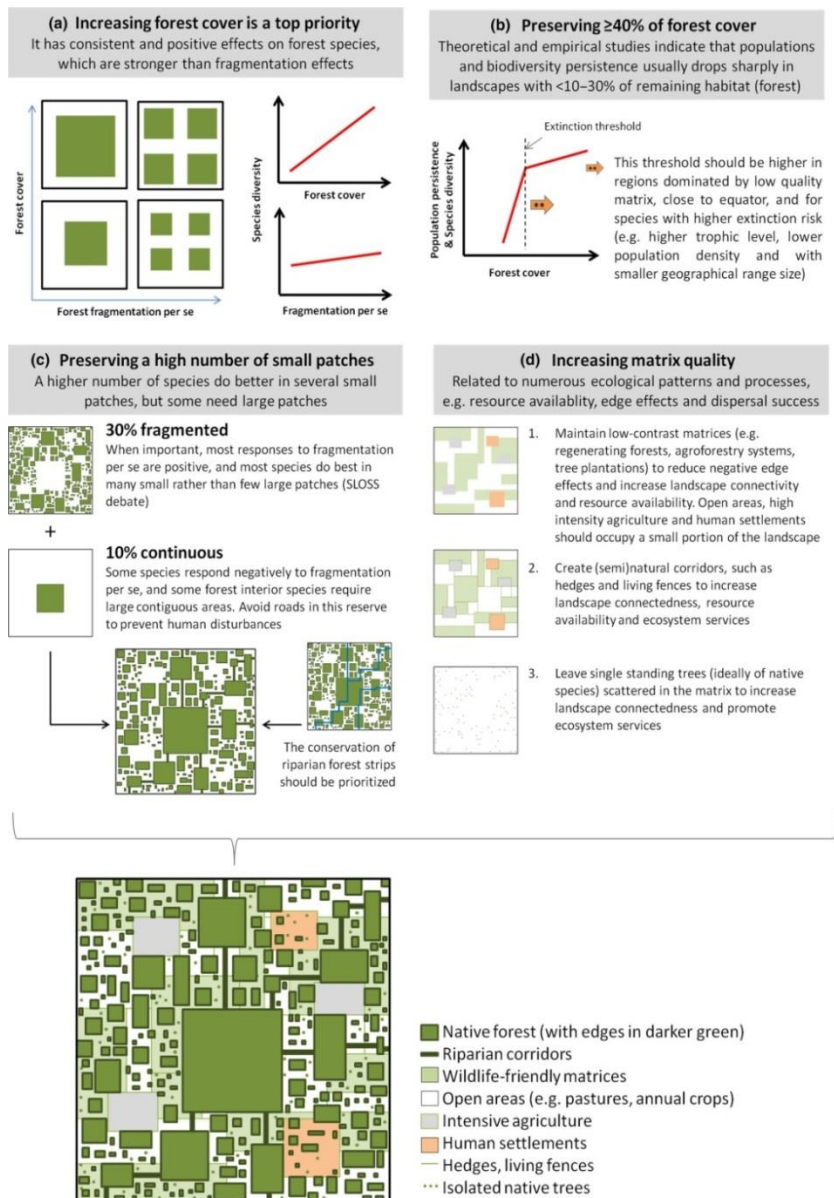 (a) Increasing forest cover is a top priority
It has consistent and positive effects on forest species,
which are stronger than fragmentation effects
Forest cover
Forest fragmentation per se
Species diversity
Forest cover
Fragmentation per se
(b) Preserving ≥40% of forest cover
Theoretical and empirical studies indicate that populations
and biodiversity persistence usually drops sharply in
landscapes with <10–30% of remaining habitat (forest)
Extinction threshold
Population persistence
& Species diversity
Forest cover
This threshold should be higher in
regions dominated by low quality
matrix, close to equator, and for
species with higher extinction risk
(e.g. higher trophic level, lower
population density and with
smaller geographical range size)
(c) Preserving a high number of small patches
A higher number of species do better in several small
patches, but some need large patches
30% fragmented
When important, most responses to fragmentation
per se are positive, and most species do best in
many small rather than few large patches (SLOSS
debate)
+
10% continuous
Some species respond negatively to fragmentation
per se, and some forest interior species require
large contiguous areas. Avoid roads in this reserve
to prevent human disturbances
The conservation of
riparian forest strips
should be prioritized
(d) Increasing matrix quality
Related to numerous ecological patterns and processes,
e.g. resource availablity, edge effects and dispersal success
1. Maintain low-contrast matrices (e.g.
regenerating forests, agroforestry systems,
tree plantations) to reduce negative edge
effects and increase landscape connectivity
and resource availability. Open areas, high
intensity agriculture and human settlements
should occupy a small portion of the landscape
2. Create (semi)natural corridors, such as
hedges and living fences to increase
landscape connectedness, resource
availability and ecosystem services
3. Leave single standing trees (ideally of native
species) scattered in the matrix to increase
landscape connectedness and promote
ecosystem services
Native forest (with edges in darker green)
Riparian corridors
Wildlife-friendly matrices
Open areas (e.g. pastures, annual crops)
Intensive agriculture
Human settlements
Hedges, living fences
Isolated native trees